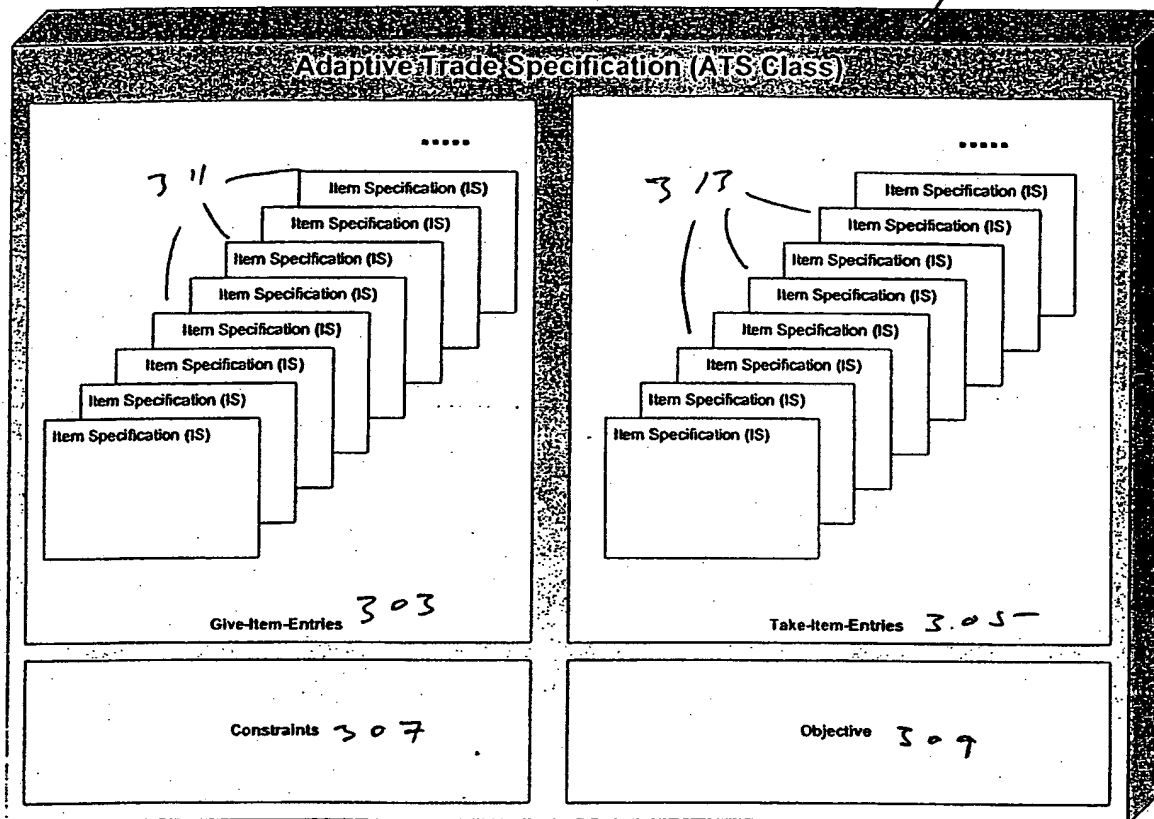 Adaptive Trade Specification (ATS Class)
.....
311
Item Specification (IS)
Item Specification (IS)
Item Specification (IS)
Item Specification (IS)
Item Specification (IS)
Item Specification (IS)
Item Specification (IS)
Item Specification (IS)
Give-Item-Entries 303
.....
313
Item Specification (IS)
Item Specification (IS)
Item Specification (IS)
Item Specification (IS)
Item Specification (IS)
Item Specification (IS)
Item Specification (IS)
Item Specification (IS)
Take-Item-Entries 305
Constraints 307
Objective 309